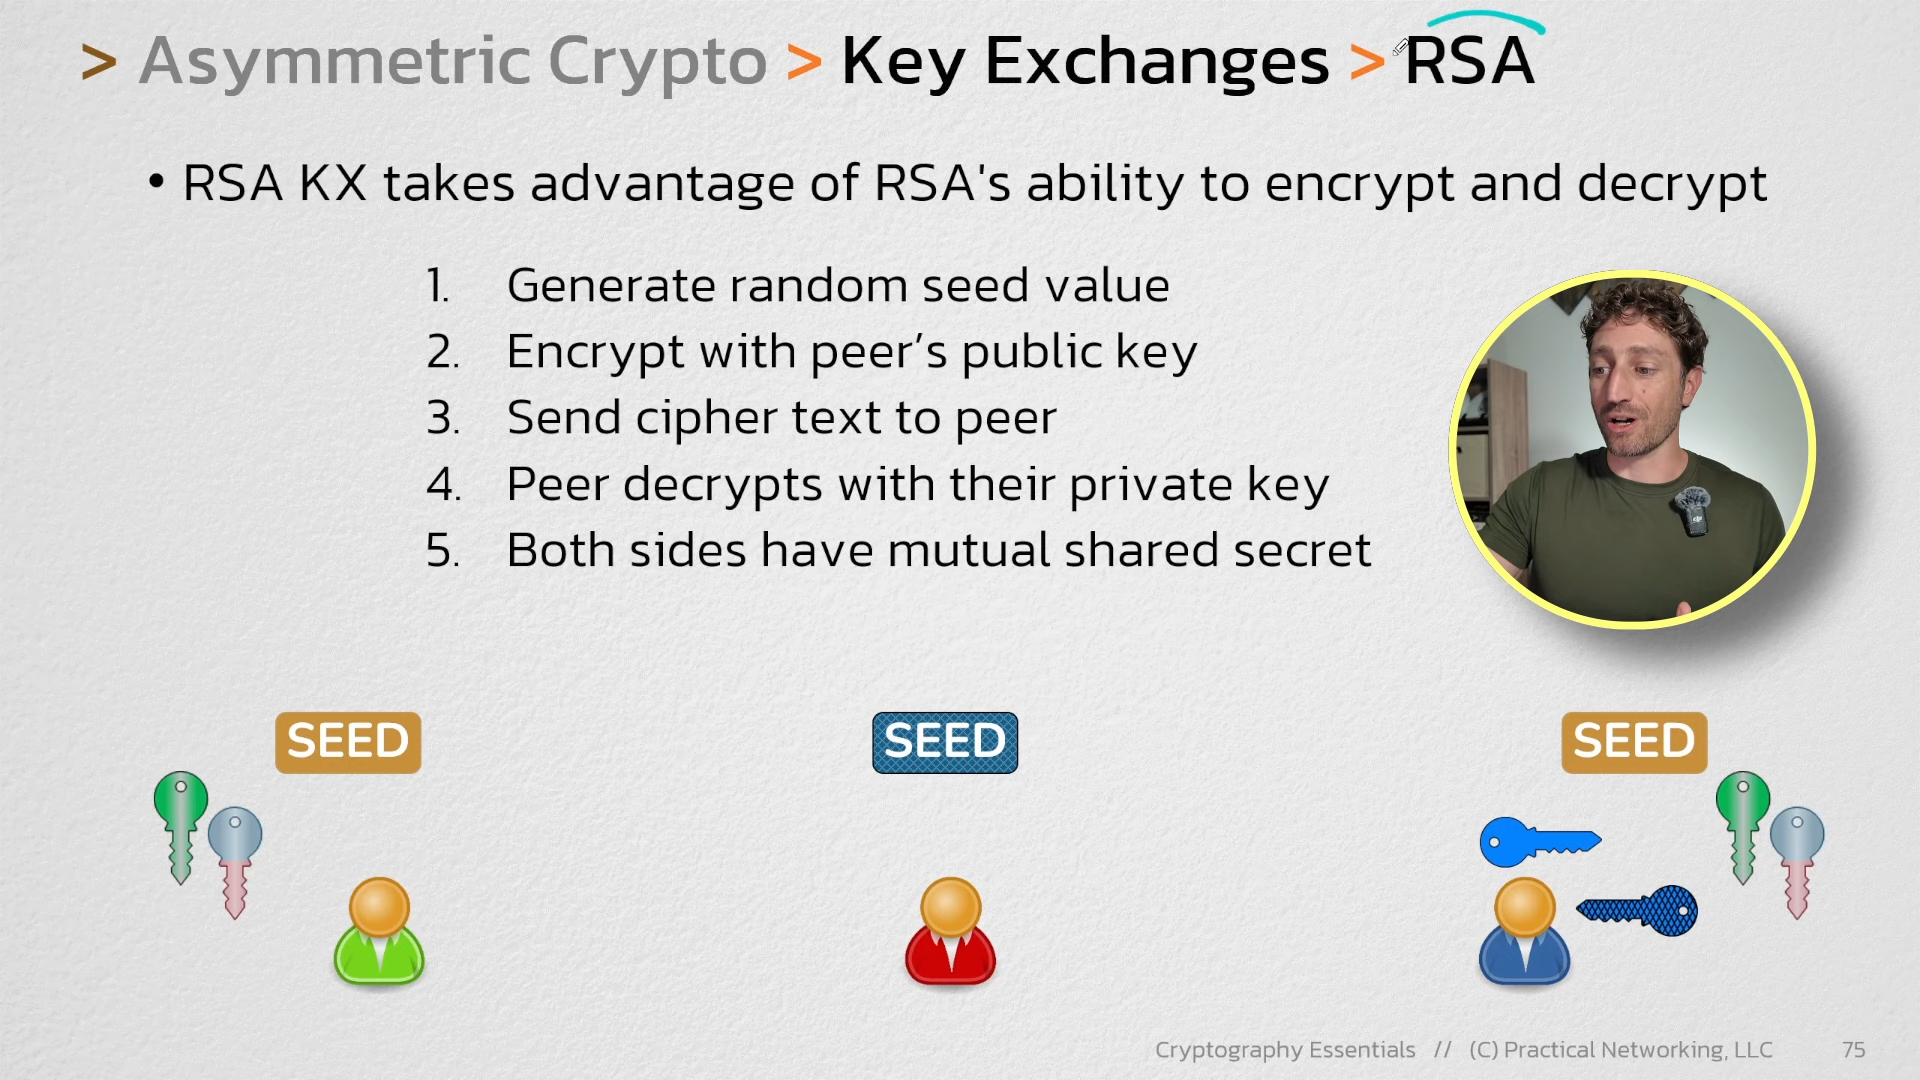 > Asymmetric Crypto > Key Exchanges > RSA
• RSA KX takes advantage of RSA's ability to encrypt and decrypt
1. Generate random seed value
2. Encrypt with peer’s public key
3. Send cipher text to peer
4. Peer decrypts with their private key
5. Both sides have mutual shared secret
SEED SEED SEED
Cryptography Essentials // (C) Practical Networking, LLC 75